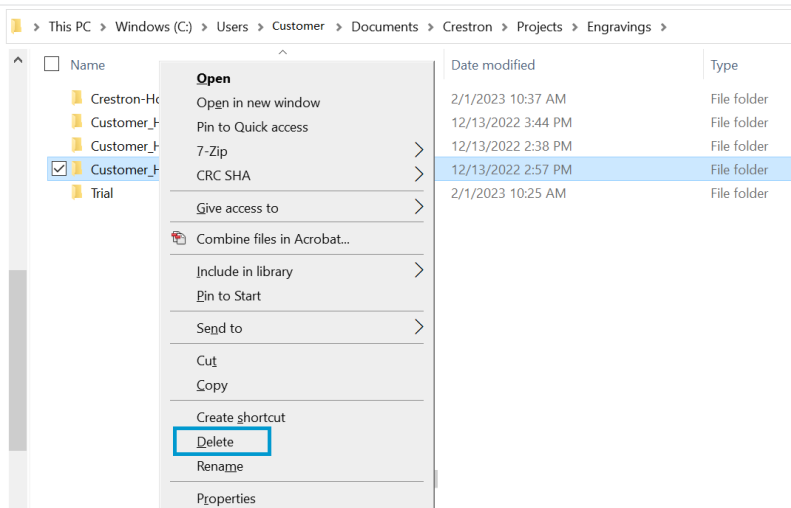 This PC > Windows (C:) > Users > Customer > Documents > Crestron > Projects > Engravings >
Name Date modified Type
Crestron-Ho 2/1/2023 10:37 AM File folder
Customer_H 12/13/2022 3:44 PM File folder
Customer_H 12/13/2022 2:38 PM File folder
Customer_H 12/13/2022 2:57 PM File folder
Trial 2/1/2023 10:25 AM File folder
Open
Open in new window
Pin to Quick access
7-Zip
CRC SHA
Give access to
Combine files in Acrobat...
Include in library
Pin to Start
Send to
Cut
Copy
Create shortcut
Delete
Rename
Properties